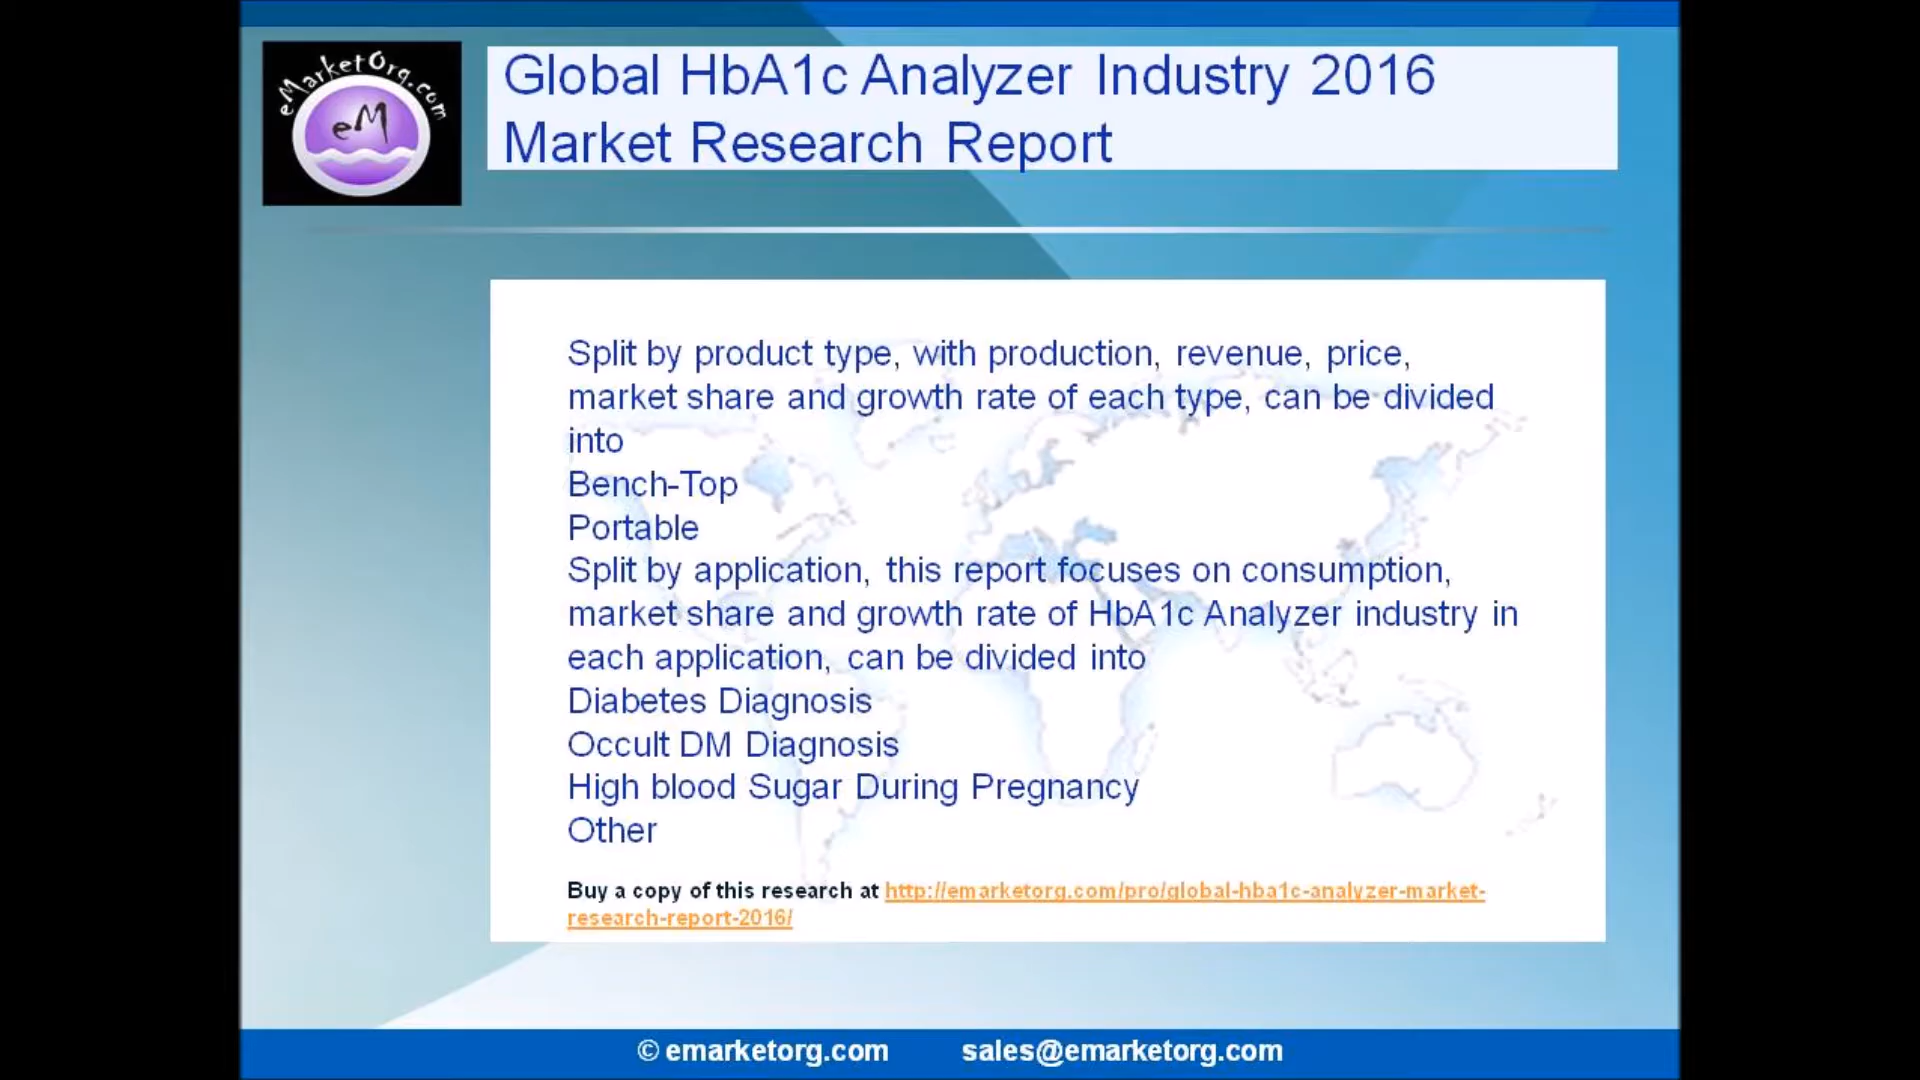 eMarketOrg.com
eM
Global HbA1c Analyzer Industry 2016
Market Research Report
Split by product type, with production, revenue, price,
market share and growth rate of each type, can be divided
into
Bench-Top
Portable
Split by application, this report focuses on consumption,
market share and growth rate of HbA1c Analyzer industry in
each application, can be divided into
Diabetes Diagnosis
Occult DM Diagnosis
High blood Sugar During Pregnancy
Other
Buy a copy of this research at http://emarketorg.com/pro/global-hba1c-analyzer-market-
research-report-2016/
© emarketorg.com sales@emarketorg.com